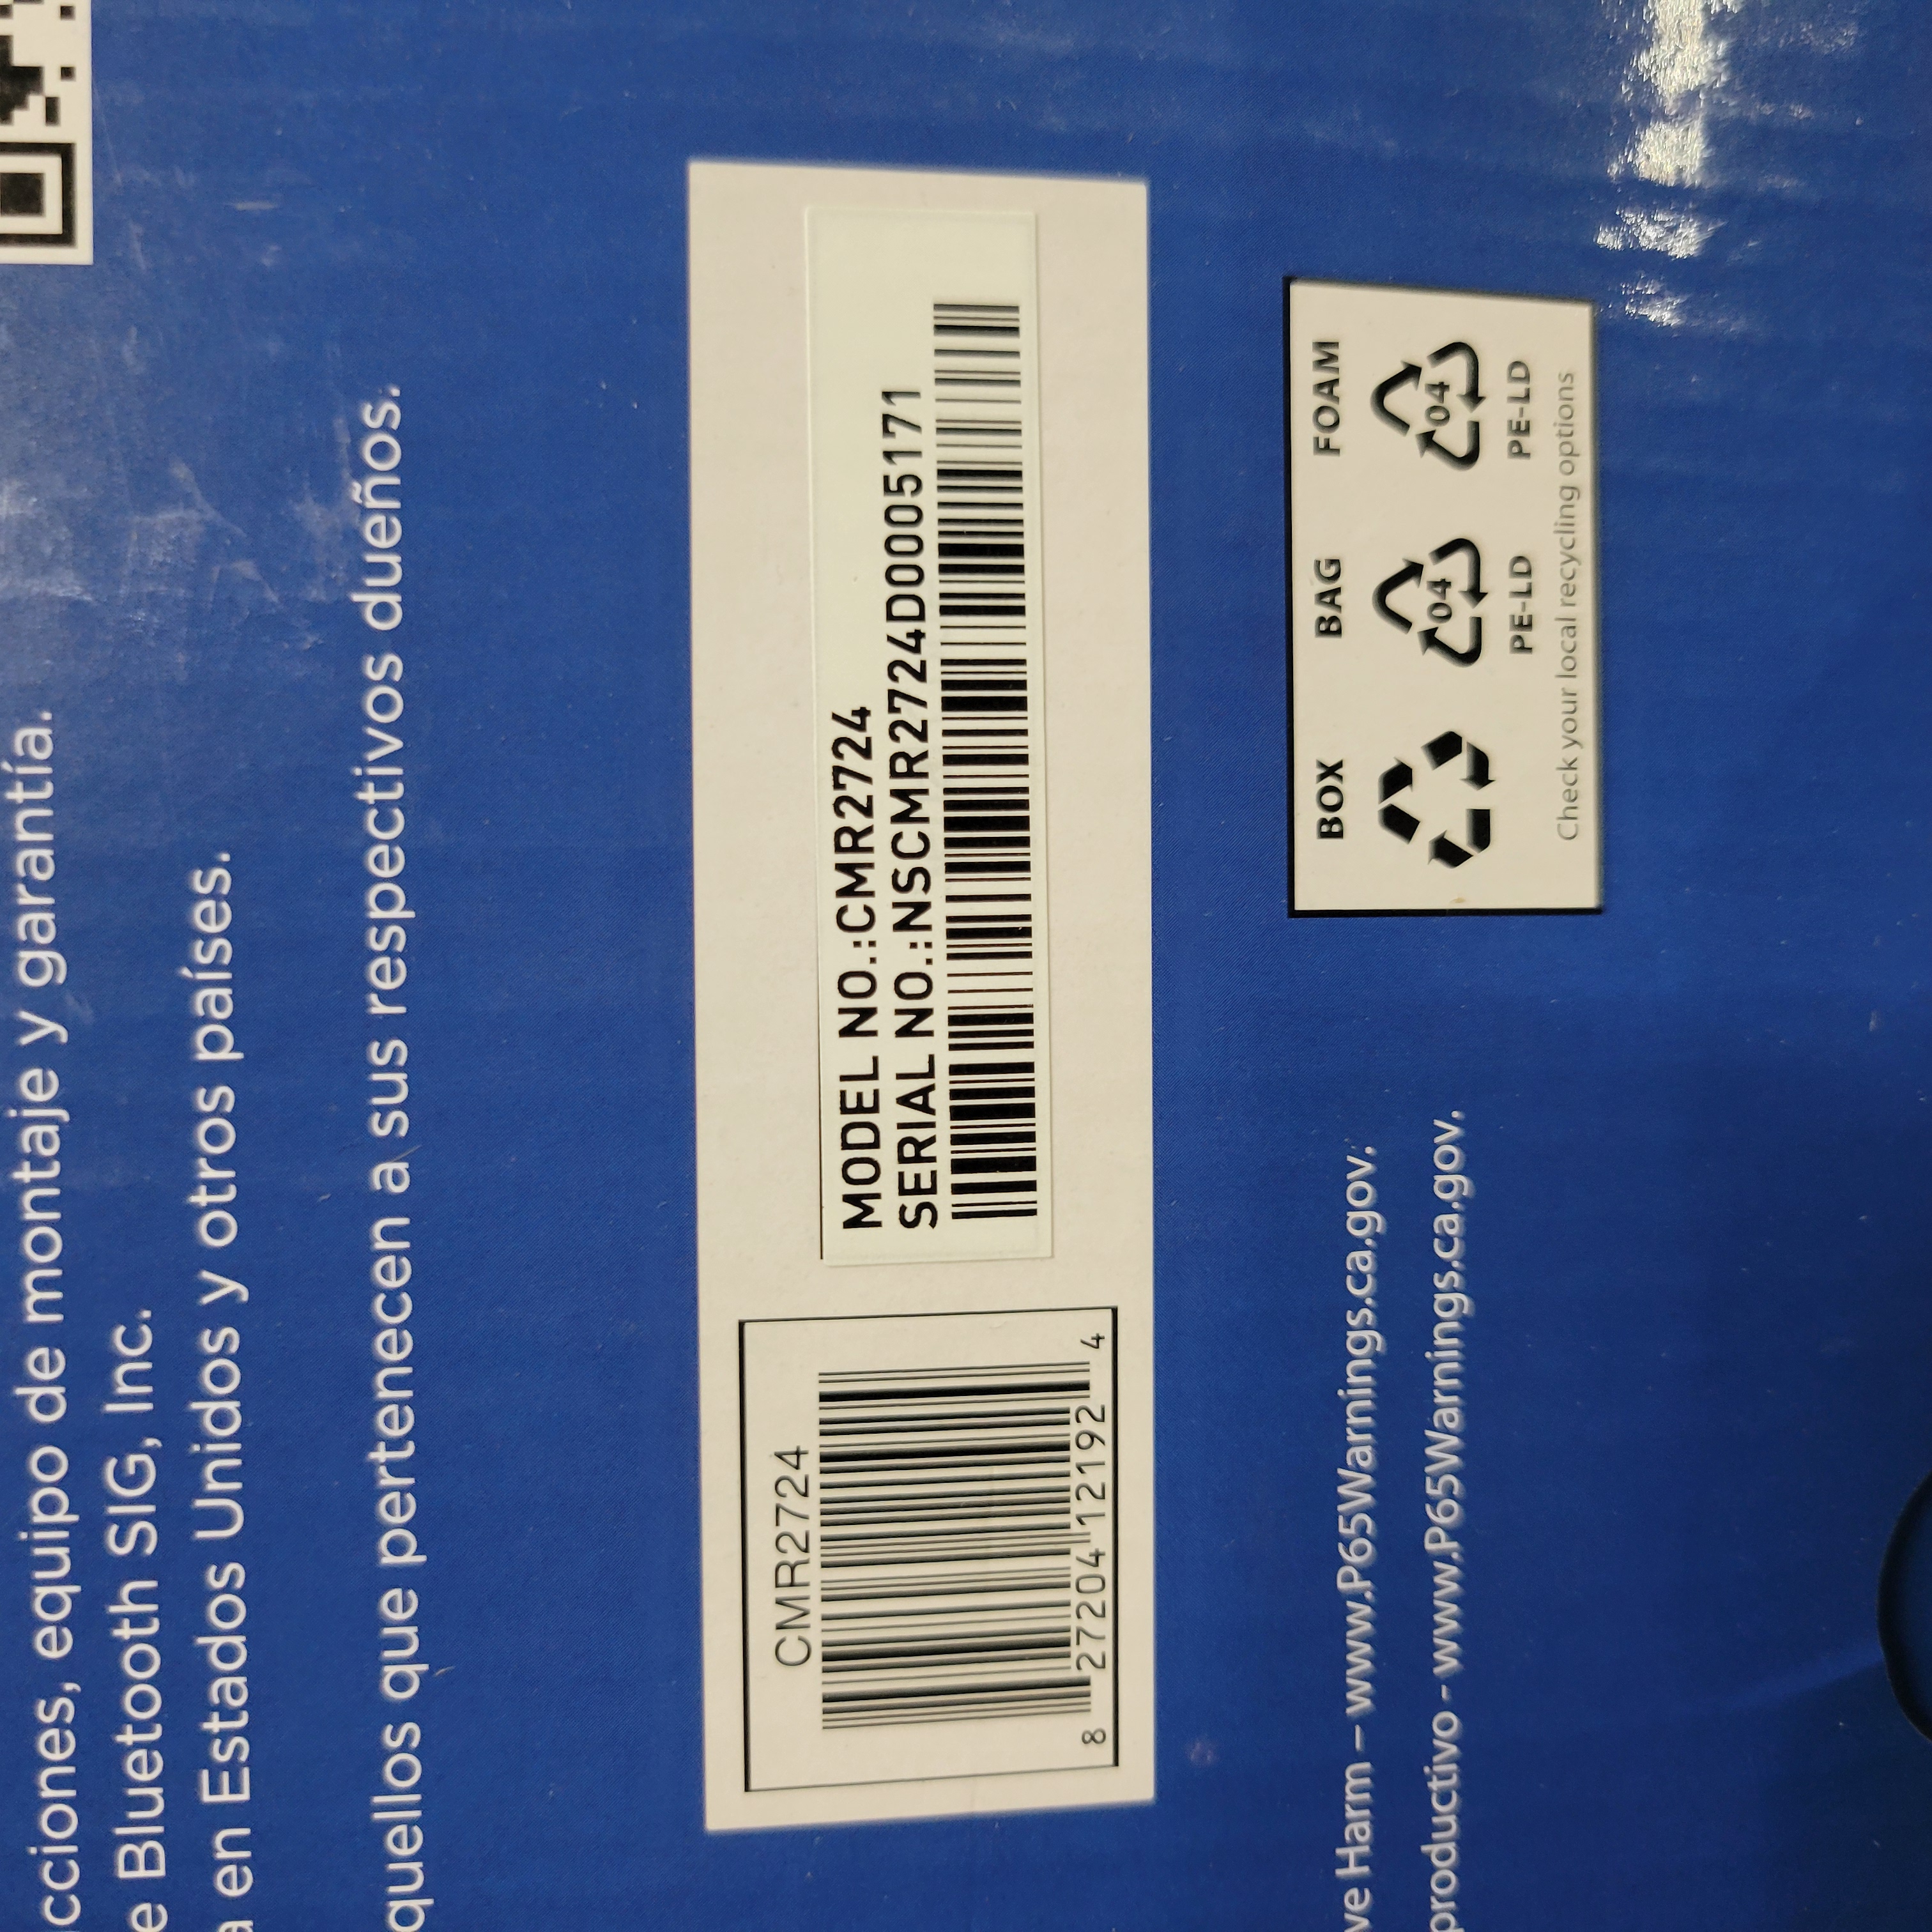 cciones, equipo de montaje y garantía.
e Bluetooth SIG, Inc.
a en Estados Unidos y otros países.
quellos que pertenecen a sus respectivos dueños.
CMR2724
8 27204 12192 4
MODEL NO.:CMR2724
SERIAL NO.:NSCMR2724D0005171
ve Harm – www.P65Warnings.ca.gov.
productivo - www.P65Warnings.ca.gov.
BOX BAG FOAM
04 04
PE-LD PE-LD
Check your local recycling options